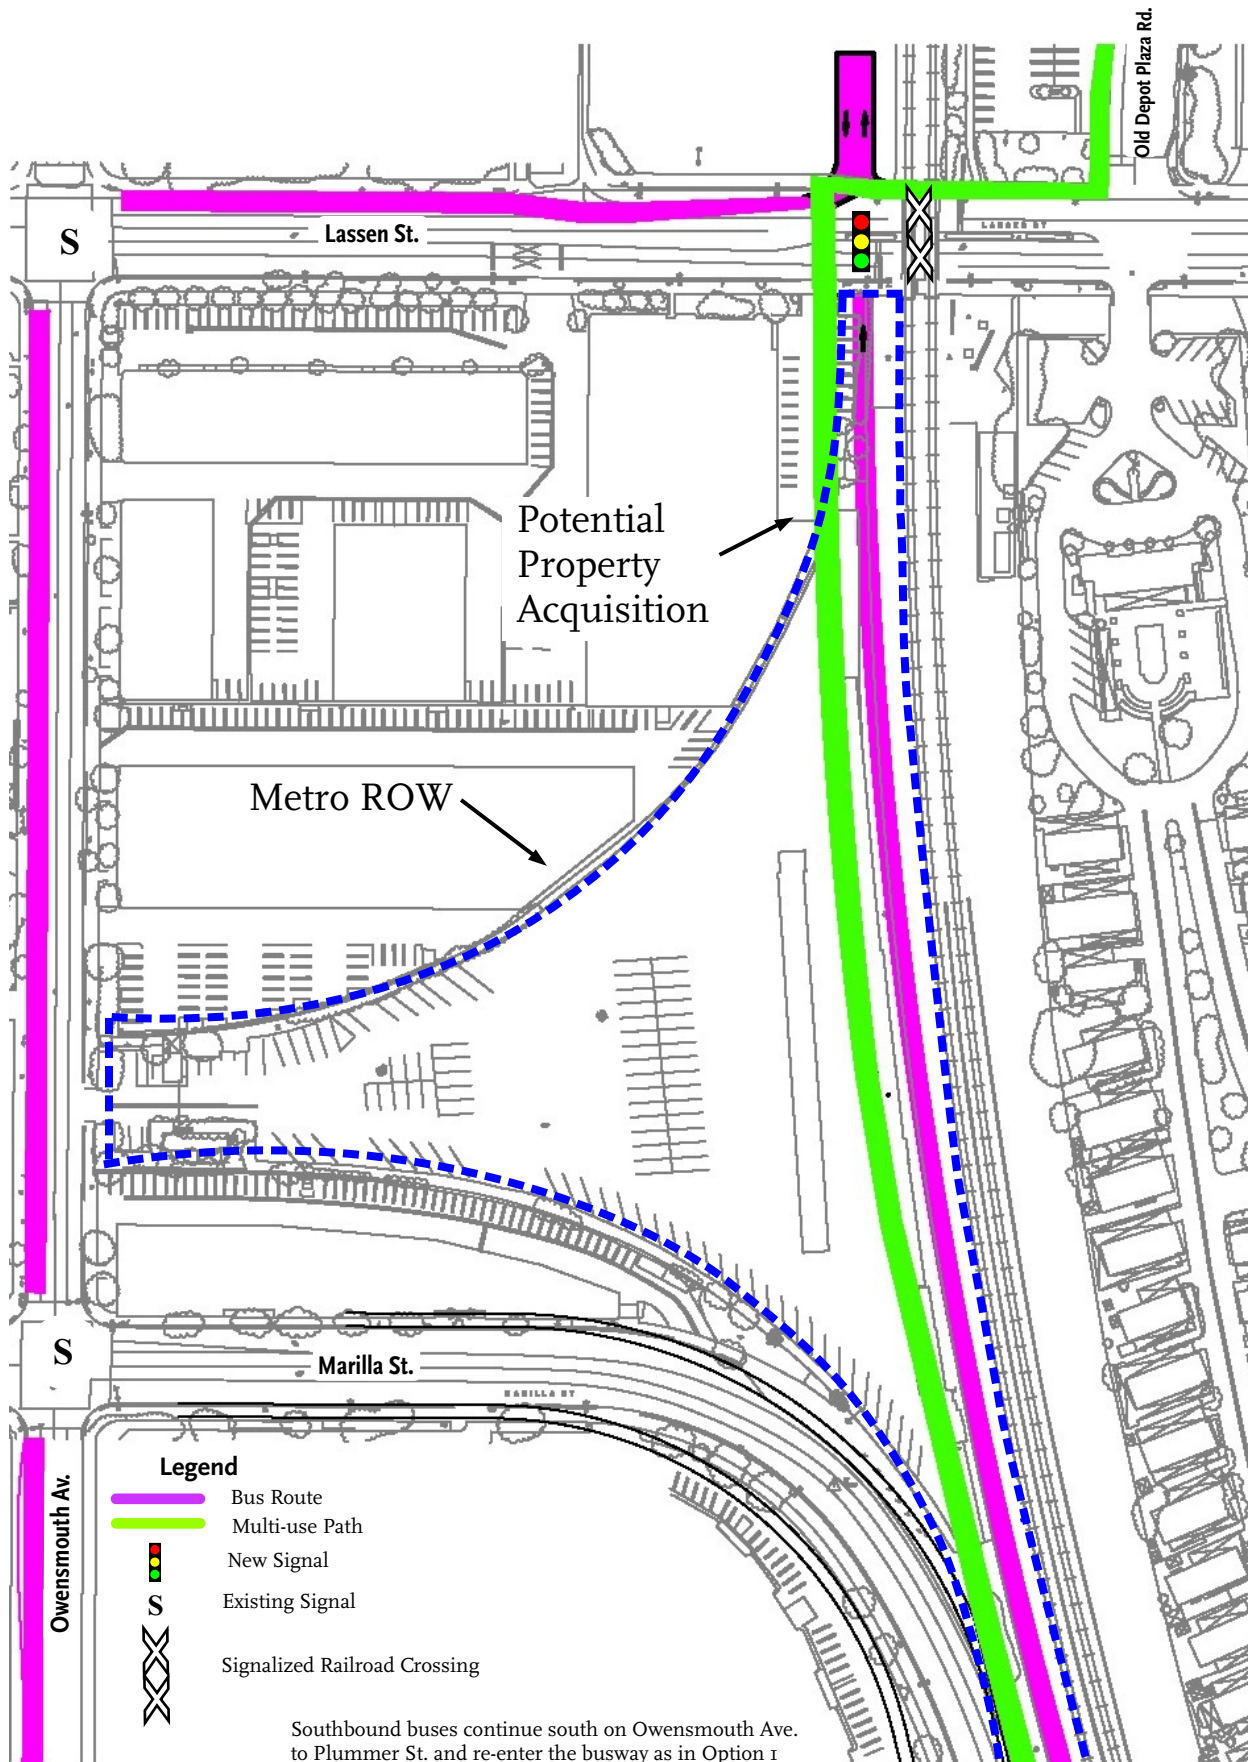 Old Depot Plaza Rd.
S
Lassen St.
LASSEN ST
Potential
Property
Acquisition
Metro ROW
S
Marilla St.
MARILLA ST
Owensmouth Av.
Legend
Bus Route
Multi-use Path
New Signal
S
Existing Signal
Signalized Railroad Crossing
Southbound buses continue south on Owensmouth Ave.
to Plummer St. and re-enter the busway as in Option 1